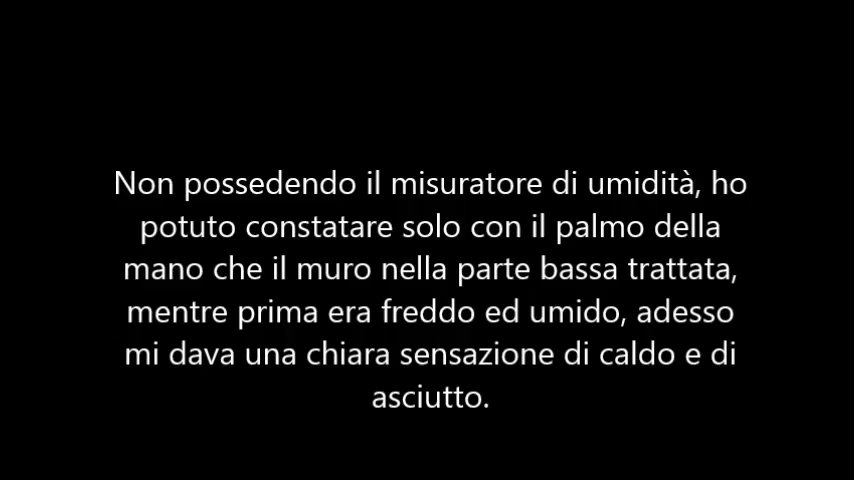 Non possedendo il misuratore di umidità, ho
potuto constatare solo con il palmo della
mano che il muro nella parte bassa trattata,
mentre prima era freddo ed umido, adesso
mi dava una chiara sensazione di caldo e di
asciutto.